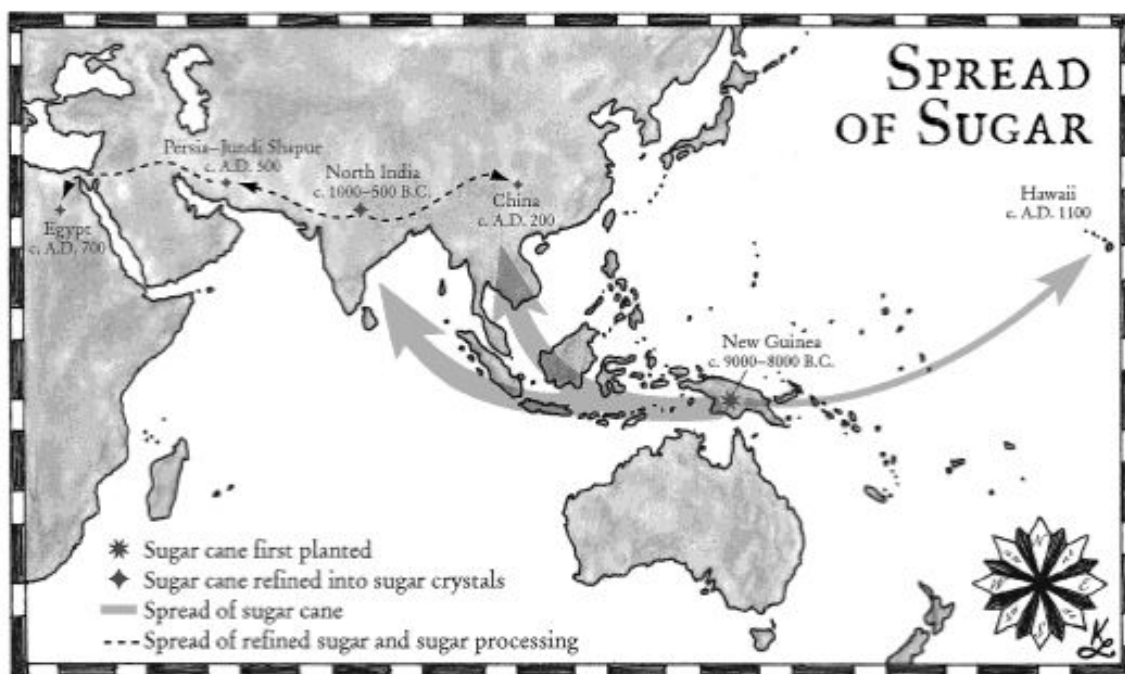 SPREAD
OF SUGAR
Persia–Jundi Shapur
c. A.D. 500
North India
c. 1000–500 B.C.
China
c. A.D. 200
Hawaii
c. A.D. 1100
Egypt
c. A.D. 700
New Guinea
c. 9000–8000 B.C.
Sugar cane first planted
Sugar cane refined into sugar crystals
Spread of sugar cane
Spread of refined sugar and sugar processing
N
W
E
S